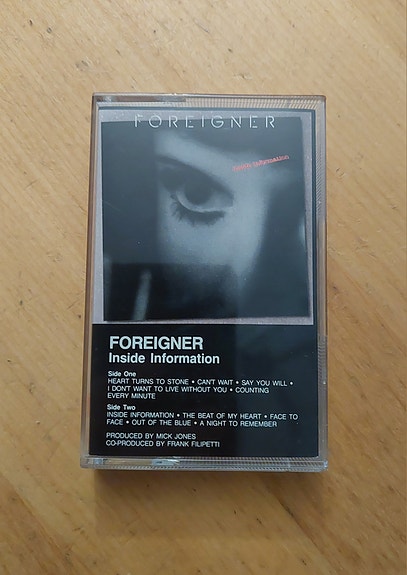 FOREIGNER
inside information
FOREIGNER
Inside Information
Side One
HEART TURNS TO STONE • CAN'T WAIT • SAY YOU WILL •
I DON'T WANT TO LIVE WITHOUT YOU • COUNTING
EVERY MINUTE
Side Two
INSIDE INFORMATION • THE BEAT OF MY HEART • FACE TO
FACE • OUT OF THE BLUE • A NIGHT TO REMEMBER
PRODUCED BY MICK JONES
CO-PRODUCED BY FRANK FILIPETTI